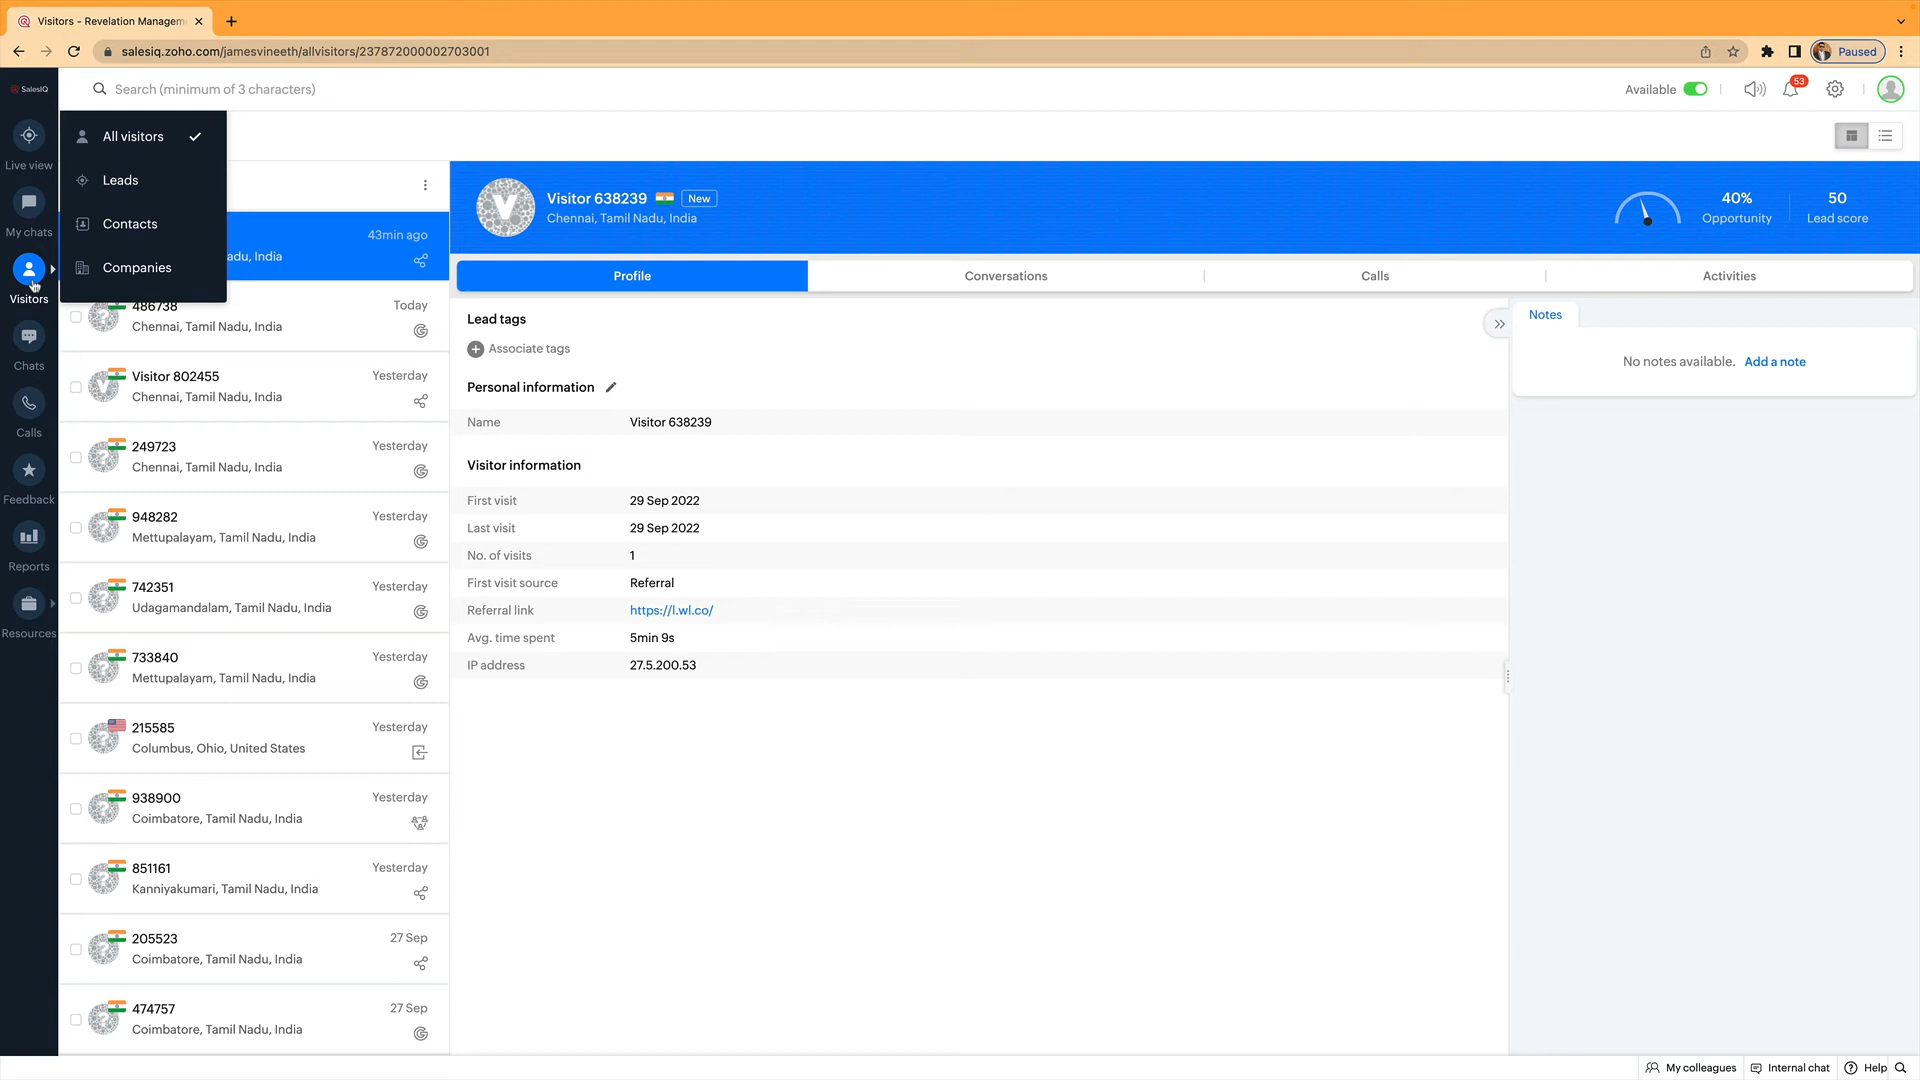 Visitors - Revelation Managem
salesiq.zoho.com/jamesvineeth/allvisitors/237872000002703001
Paused
SalesIQ
Search (minimum of 3 characters)
Available
53
Live view
My chats
Visitors
Chats
Calls
Feedback
Reports
Resources
All visitors
Leads
Contacts
Companies
43min ago
adu, India
486738
Today
Chennai, Tamil Nadu, India
Visitor 802455
Yesterday
Chennai, Tamil Nadu, India
249723
Yesterday
Chennai, Tamil Nadu, India
948282
Yesterday
Mettupalayam, Tamil Nadu, India
742351
Yesterday
Udagamandalam, Tamil Nadu, India
733840
Yesterday
Mettupalayam, Tamil Nadu, India
215585
Yesterday
Columbus, Ohio, United States
938900
Yesterday
Coimbatore, Tamil Nadu, India
851161
Yesterday
Kanniyakumari, Tamil Nadu, India
205523
27 Sep
Coimbatore, Tamil Nadu, India
474757
27 Sep
Coimbatore, Tamil Nadu, India
V
Visitor 638239
New
Chennai, Tamil Nadu, India
40%
Opportunity
50
Lead score
Profile
Conversations
Calls
Activities
Lead tags
Associate tags
Personal information
Name Visitor 638239
Visitor information
First visit 29 Sep 2022
Last visit 29 Sep 2022
No. of visits 1
First visit source Referral
Referral link https://l.wl.co/
Avg. time spent 5min 9s
IP address 27.5.200.53
Notes
No notes available. Add a note
My colleagues
Internal chat
Help